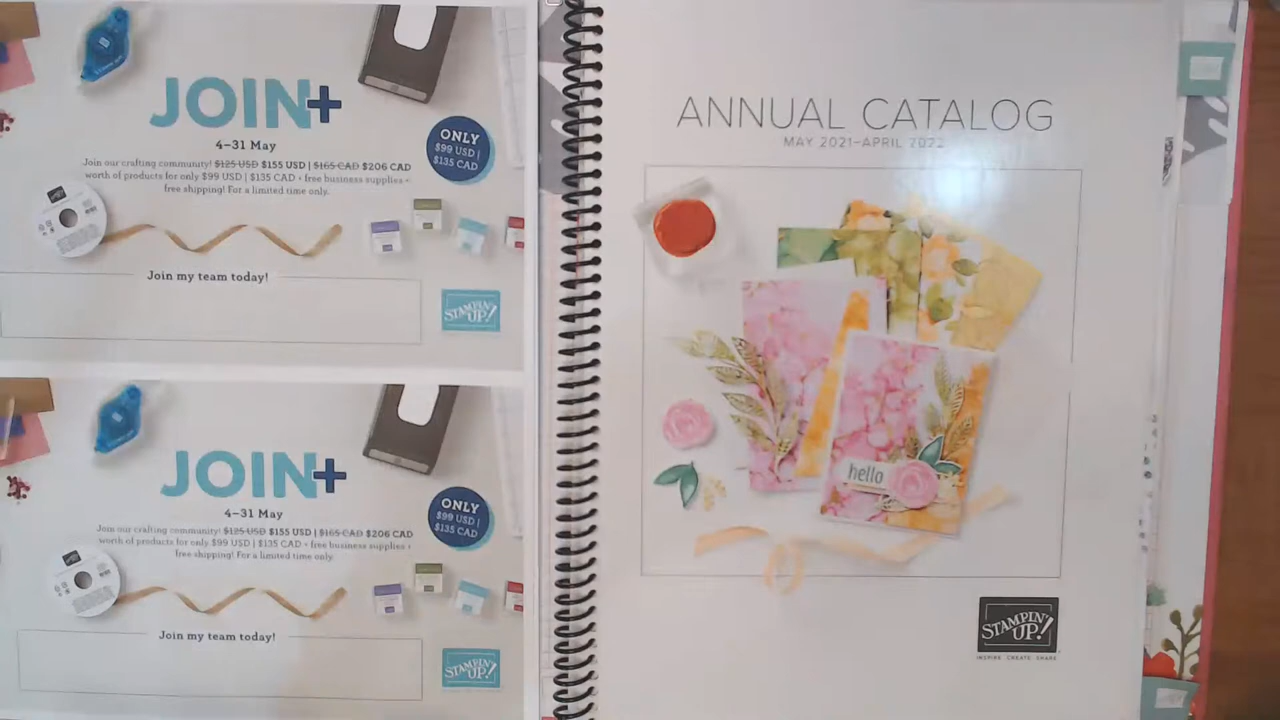 JOIN+
4–31 May
Join our crafting community! $125 USD $155 USD | $165 CAD $206 CAD
worth of products for only $99 USD | $135 CAD + free business supplies +
free shipping! For a limited time only.
ONLY
$99 USD |
$135 CAD
Join my team today!
STAMPIN' UP!
JOIN+
4–31 May
Join our crafting community! $125 USD $155 USD | $165 CAD $206 CAD
worth of products for only $99 USD | $135 CAD + free business supplies +
free shipping! For a limited time only.
ONLY
$99 USD |
$135 CAD
Join my team today!
STAMPIN' UP!
ANNUAL CATALOG
MAY 2021–APRIL 2022
hello
STAMPIN' UP!
INSPIRE. CREATE. SHARE.